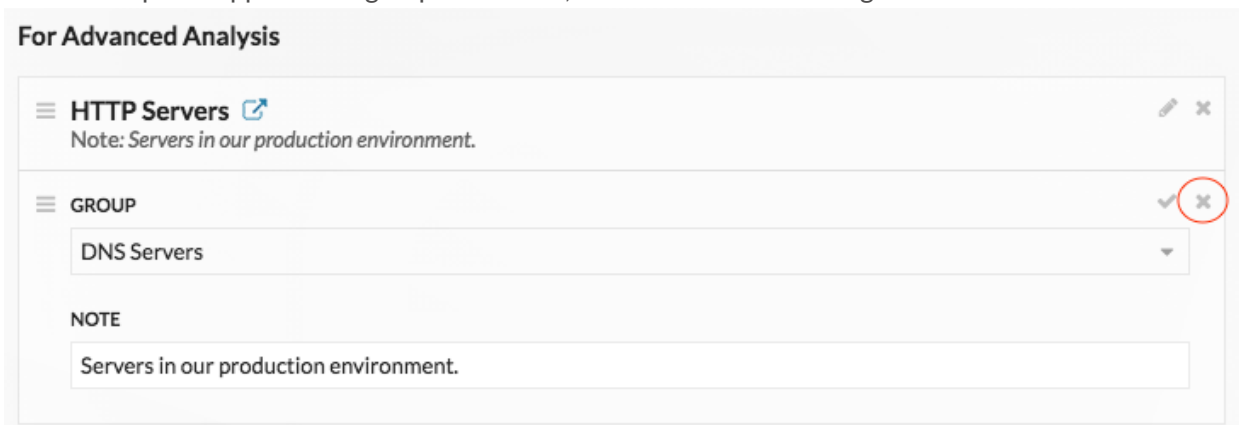 For Advanced Analysis
HTTP Servers
Note: Servers in our production environment.
GROUP
DNS Servers
NOTE
Servers in our production environment.